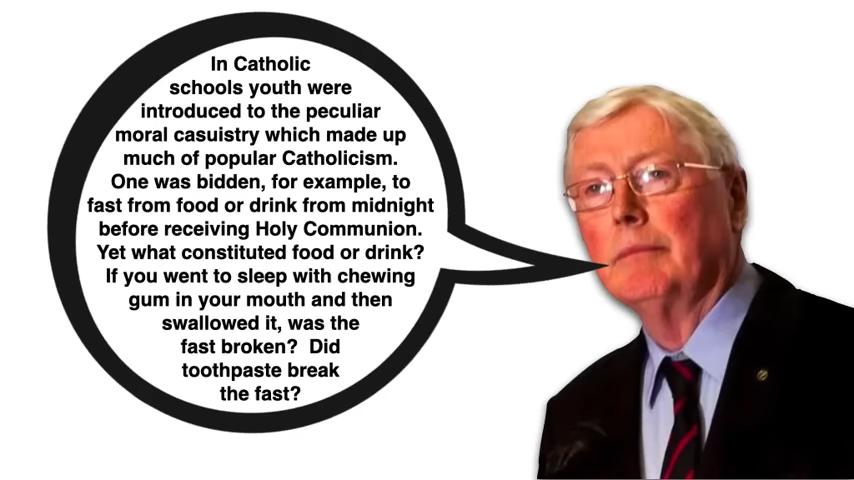 In Catholic
schools youth were
introduced to the peculiar
moral casuistry which made up
much of popular Catholicism.
One was bidden, for example, to
fast from food or drink from midnight
before receiving Holy Communion.
Yet what constituted food or drink?
If you went to sleep with chewing
gum in your mouth and then
swallowed it, was the
fast broken?  Did
toothpaste break
the fast?